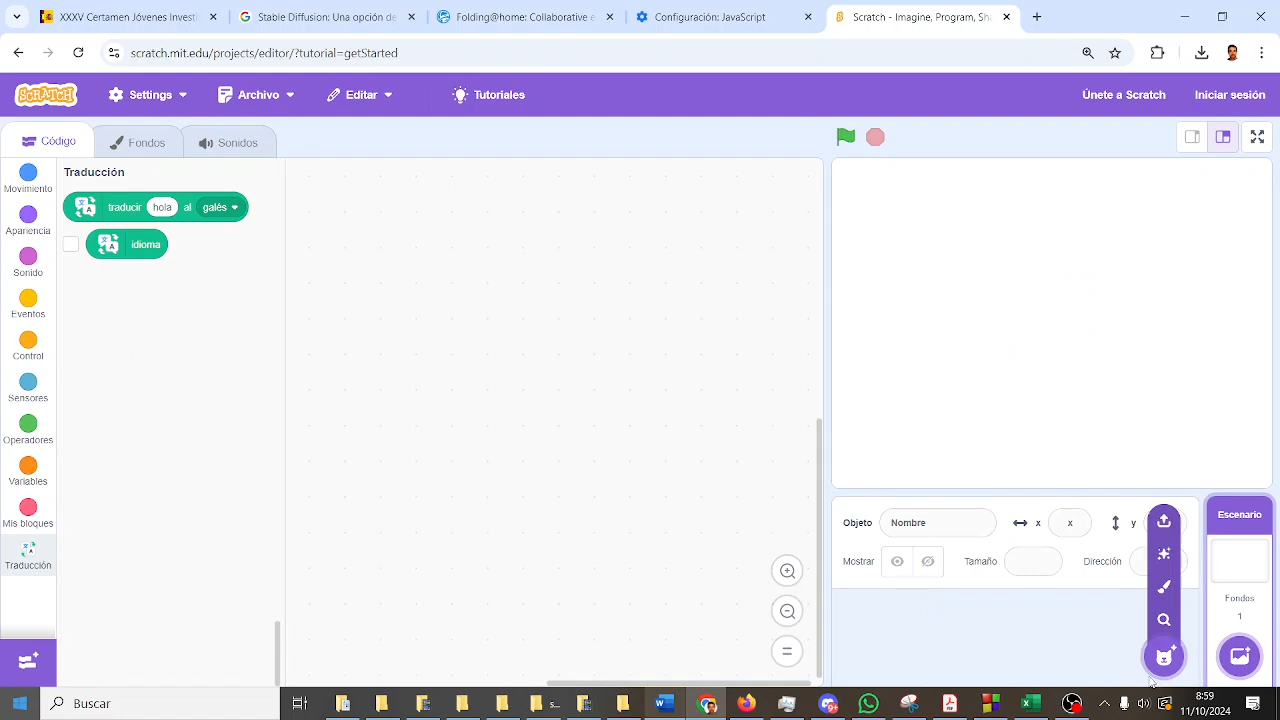 XXXV Certamen Jóvenes Investi
Stable Diffusion: Una opción de
Folding@home: Collaborative e
Configuración: JavaScript
Scratch - Imagine, Program, Sh
scratch.mit.edu/projects/editor/?tutorial=getStarted
SCRATCH
Settings
Archivo
Editar
Tutoriales
Únete a Scratch
Iniciar sesión
Código
Fondos
Sonidos
Movimiento
Apariencia
Sonido
Eventos
Control
Sensores
Operadores
Variables
Mis bloques
Traducción
Traducción
traducir hola al galés
idioma
Objeto Nombre x x y
Mostrar Tamaño Dirección
Escenario
Fondos
1
Buscar
8:59
11/10/2024